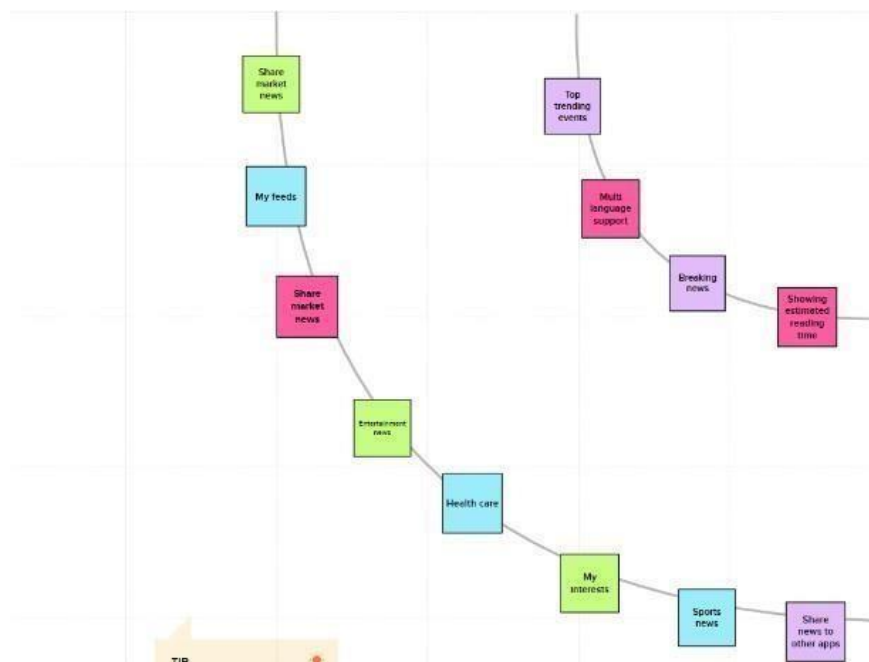 Share
market
news
My feeds
Share
market
news
Entertainment
news
Health care
My
interests
Sports
news
Share
news to
other apps
Top
trending
events
Multi
language
support
Breaking
news
Showing
estimated
reading
time
TIP